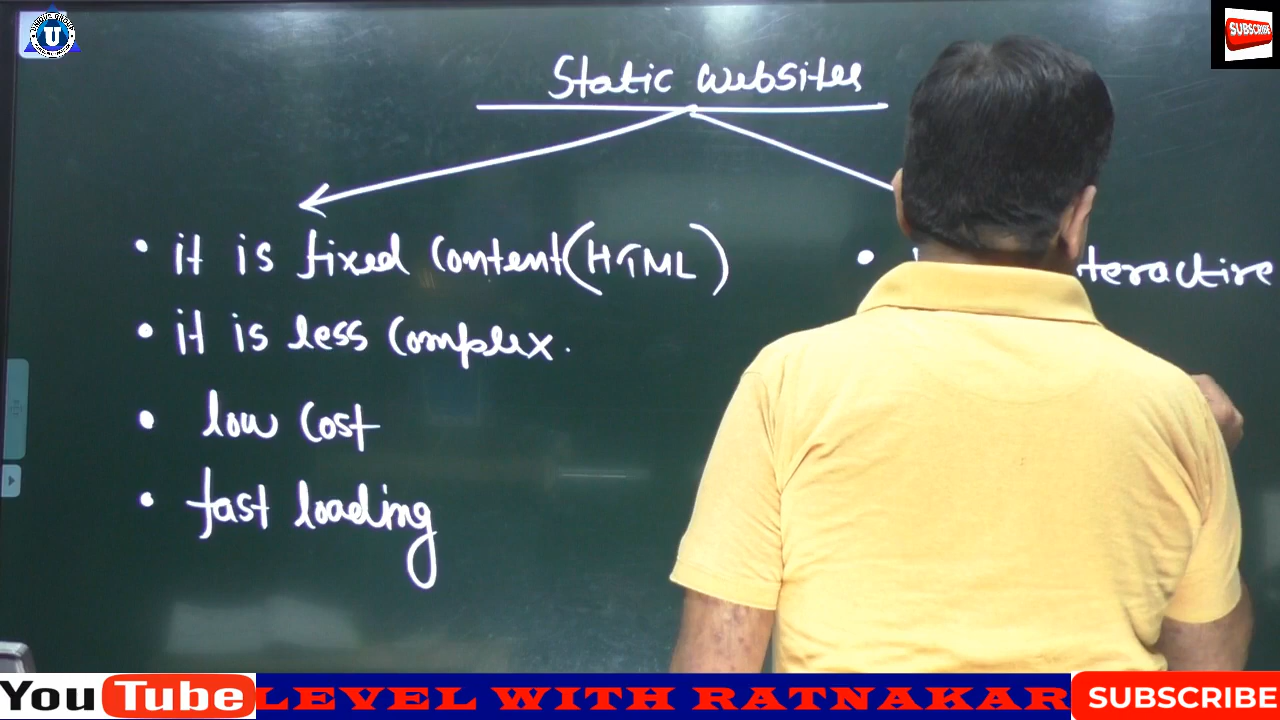 SUBSCRIBE
U
Static websites
• it is fixed content (HTML)
• it is less complex.
• low cost
• fast loading
•
YouTube LEVEL WITH RATNAKAR SUBSCRIBE